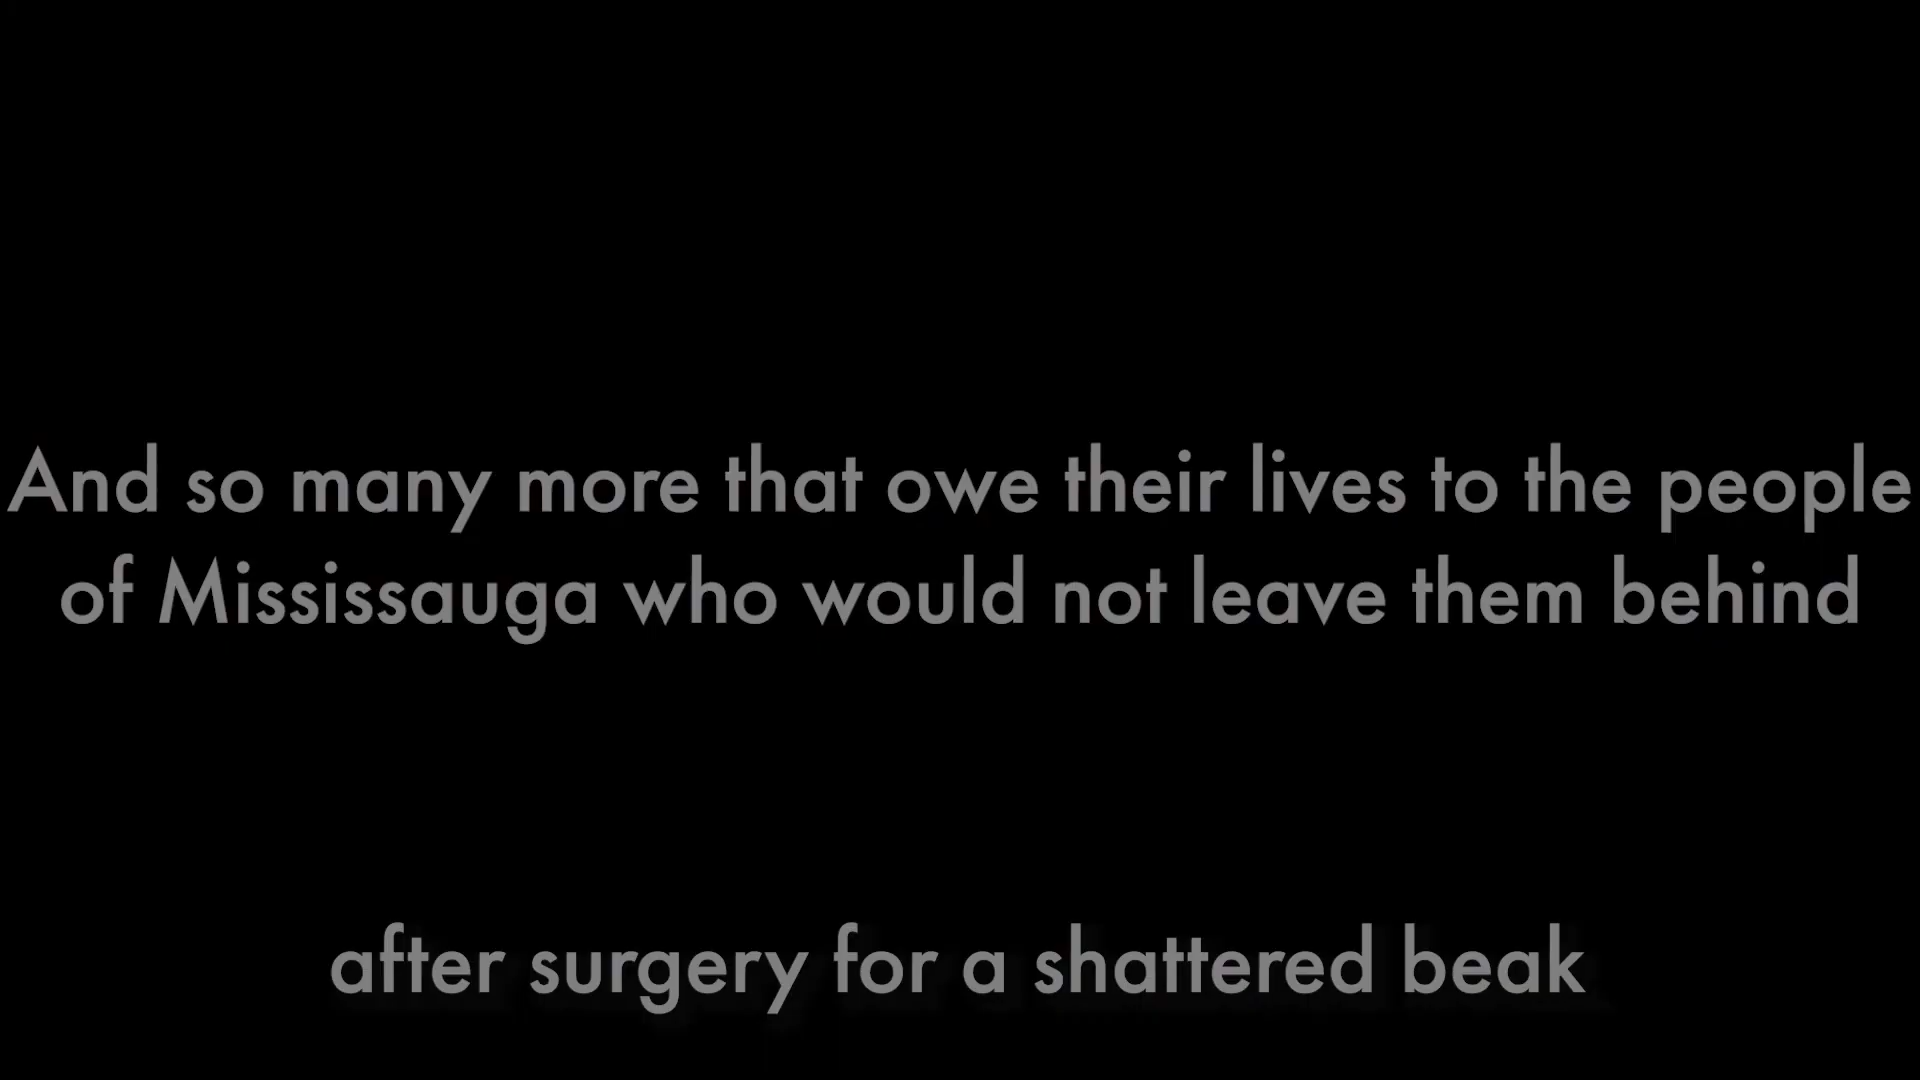 And so many more that owe their lives to the people
of Mississauga who would not leave them behind
after surgery for a shattered beak